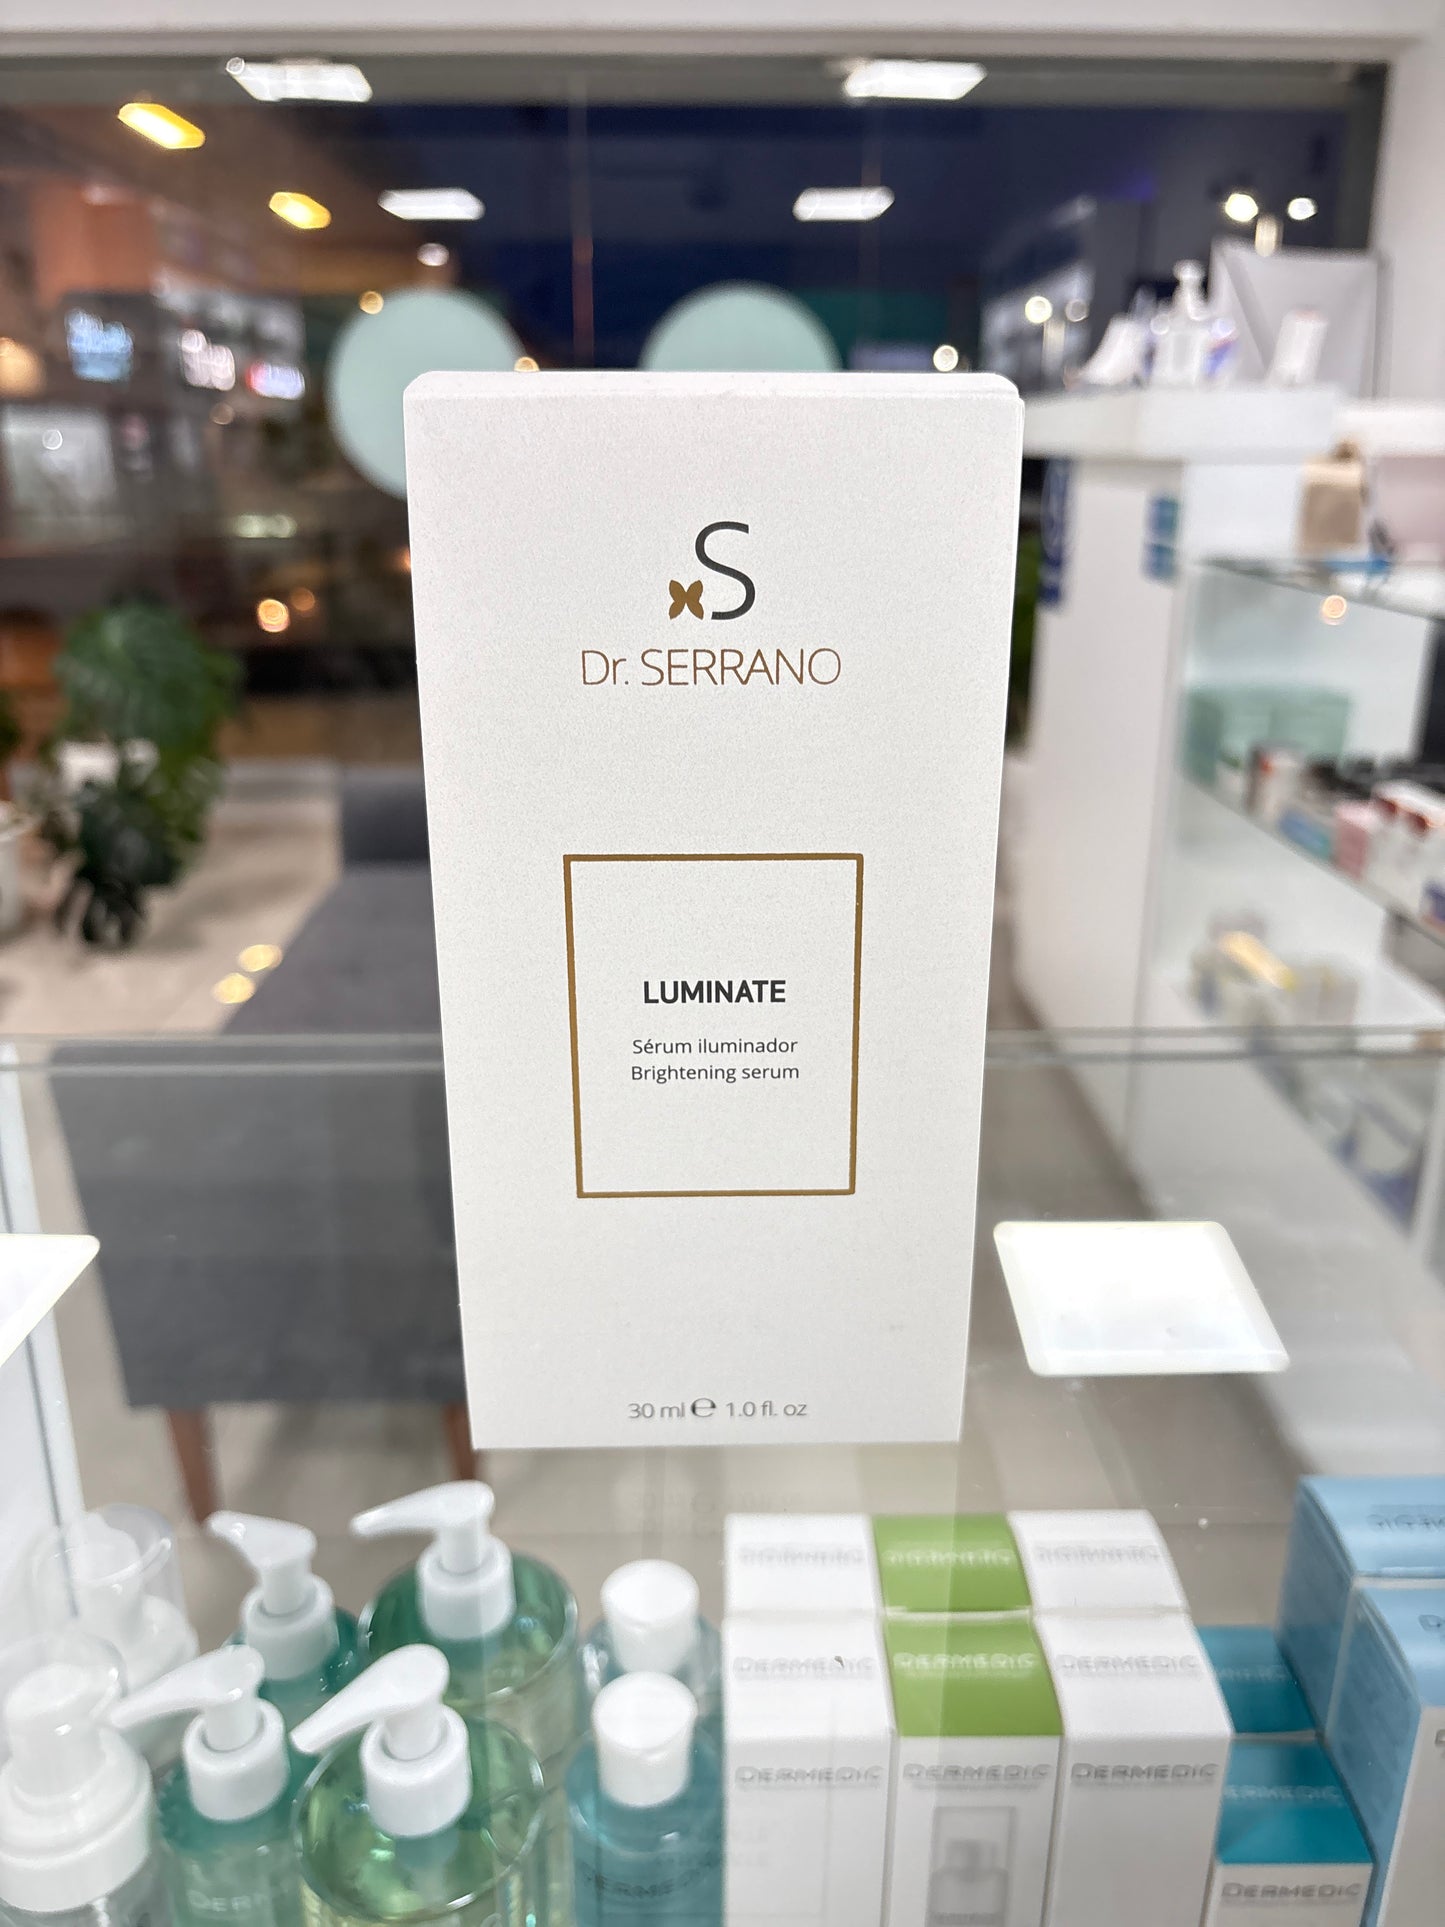 S
Dr. SERRANO
LUMINATE
Sérum iluminador
Brightening serum
30 ml ℮ 1.0 fl. oz
DERMEDIC
DERMEDIC
DERMEDIC
DERMEDIC
DERMEDIC
DERMEDIC
DERMEDIC